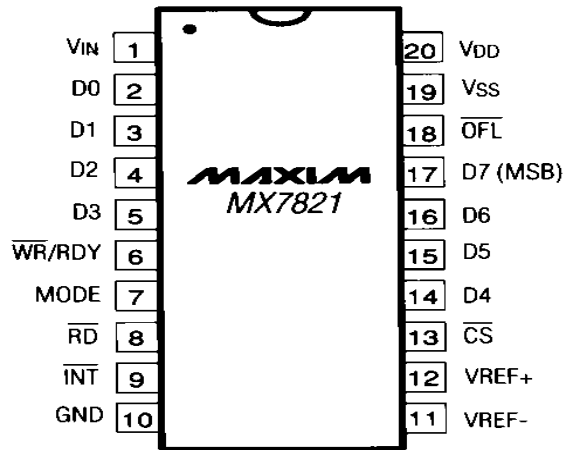 VIN 1 20 VDD
D0 2 19 VSS
D1 3 18 OFL
D2 4 17 D7 (MSB)
MAXIM
MX7821
D3 5 16 D6
WR/RDY 6 15 D5
MODE 7 14 D4
RD 8 13 CS
INT 9 12 VREF+
GND 10 11 VREF-